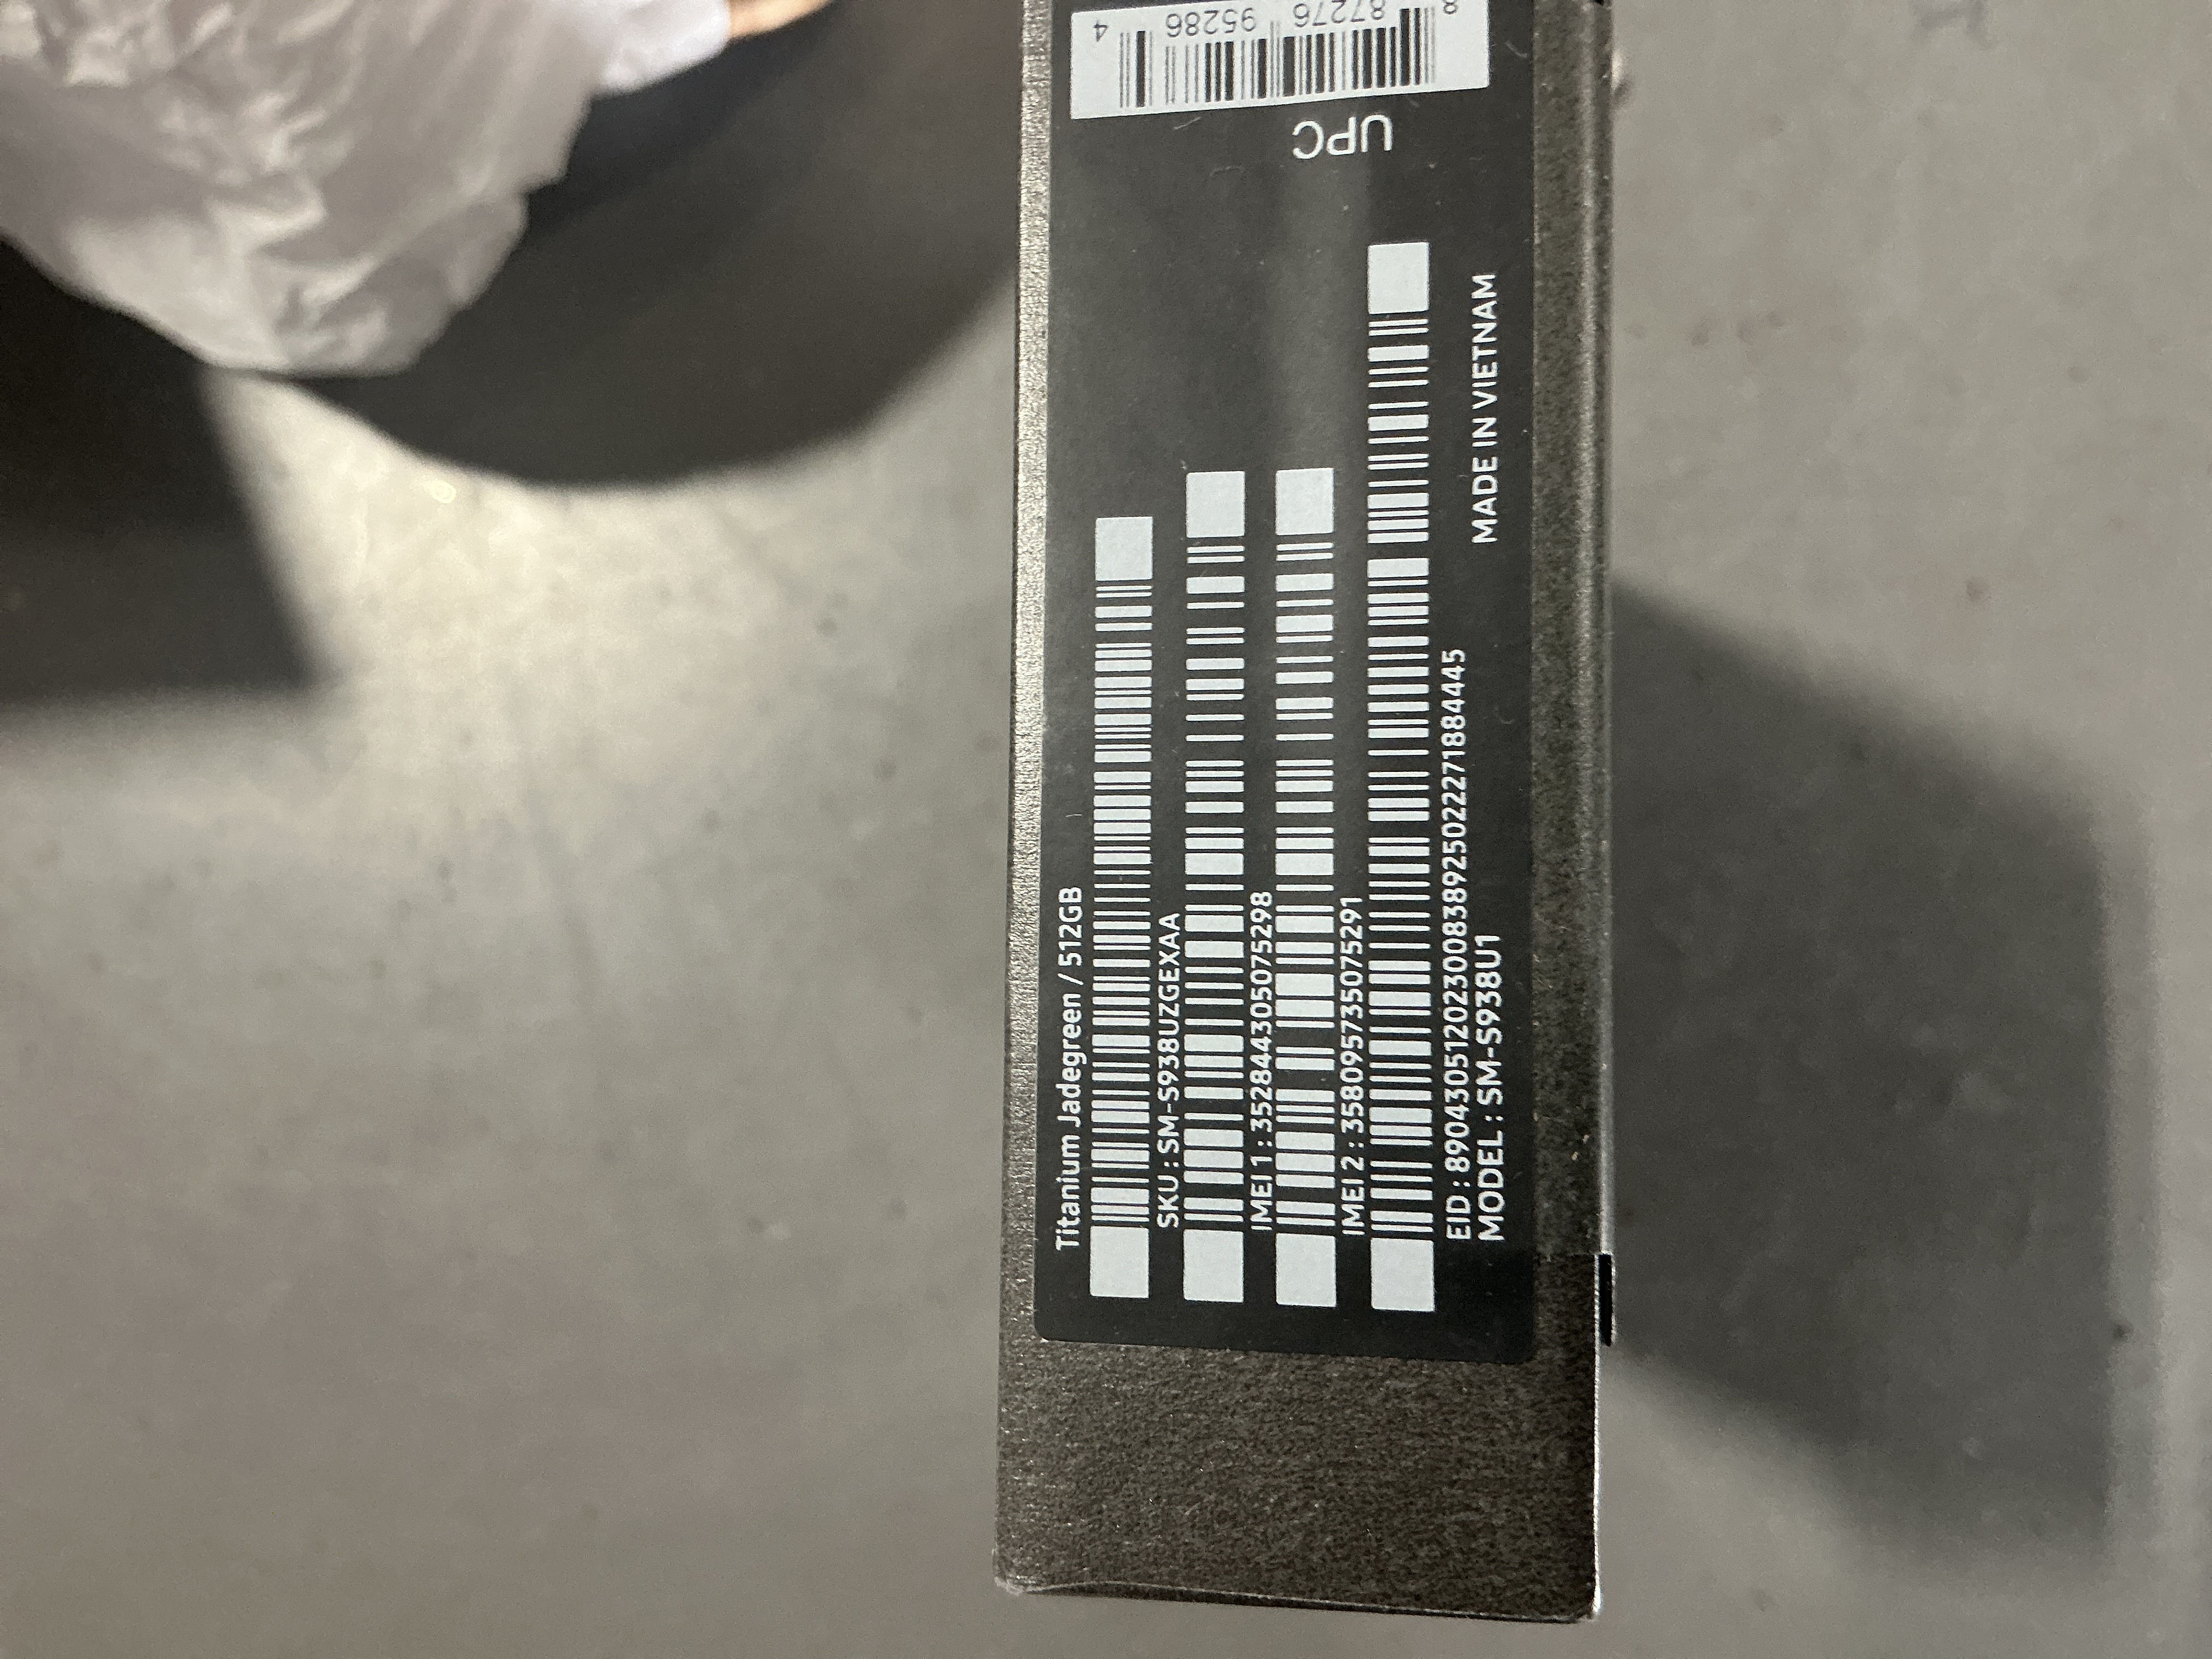 Titanium Jadegreen / 512GB
SKU : SM-S938UZGEXAA
IMEI 1 : 352844305075298
IMEI 2 : 358095735075291
EID : 89043051202300838925022271884445
MODEL : SM-S938U1
MADE IN VIETNAM
UPC
8 87276 95286 4